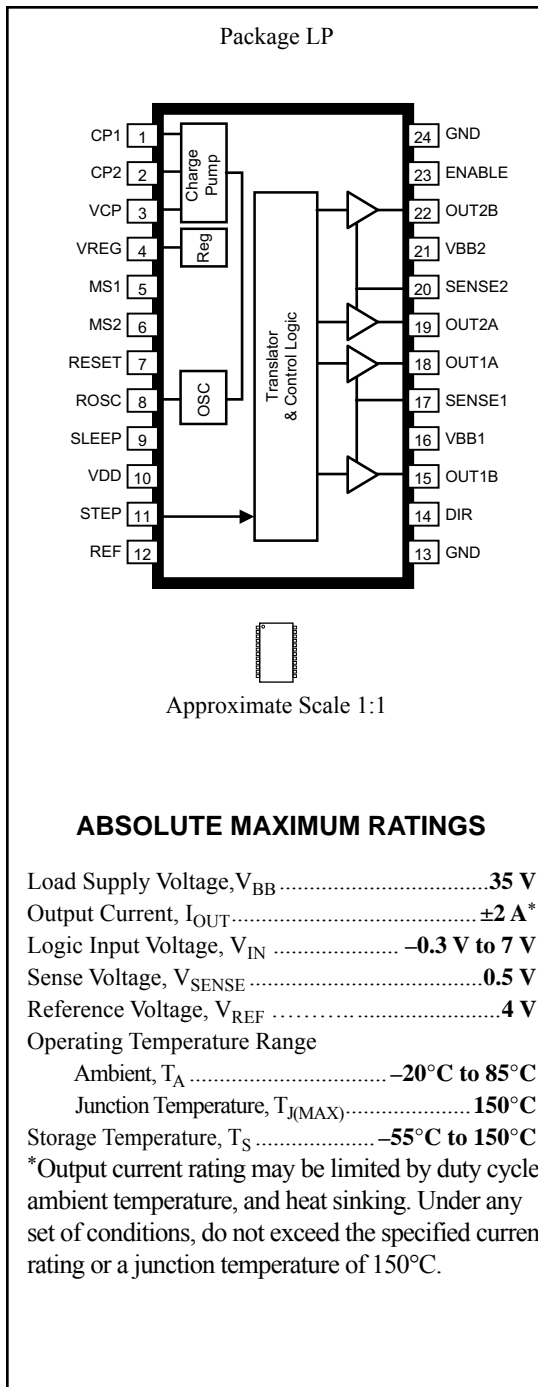 Package LP
CP1 1
CP2 2
VCP 3
VREG 4
MS1 5
MS2 6
RESET 7
ROSC 8
SLEEP 9
VDD 10
STEP 11
REF 12
Charge
Pump
Reg
OSC
Translator
& Control Logic
24 GND
23 ENABLE
22 OUT2B
21 VBB2
20 SENSE2
19 OUT2A
18 OUT1A
17 SENSE1
16 VBB1
15 OUT1B
14 DIR
13 GND
Approximate Scale 1:1
ABSOLUTE MAXIMUM RATINGS
Load Supply Voltage,VBB ................................... 35 V
Output Current, IOUT ............................................ ±2 A*
Logic Input Voltage, VIN ..................... –0.3 V to 7 V
Sense Voltage, VSENSE ....................................... 0.5 V
Reference Voltage, VREF ..................................... 4 V
Operating Temperature Range
Ambient, TA ................................ –20°C to 85°C
Junction Temperature, TJ(MAX) .................... 150°C
Storage Temperature, TS ................... –55°C to 150°C
*Output current rating may be limited by duty cycle
ambient temperature, and heat sinking. Under any
set of conditions, do not exceed the specified curren
rating or a junction temperature of 150°C.